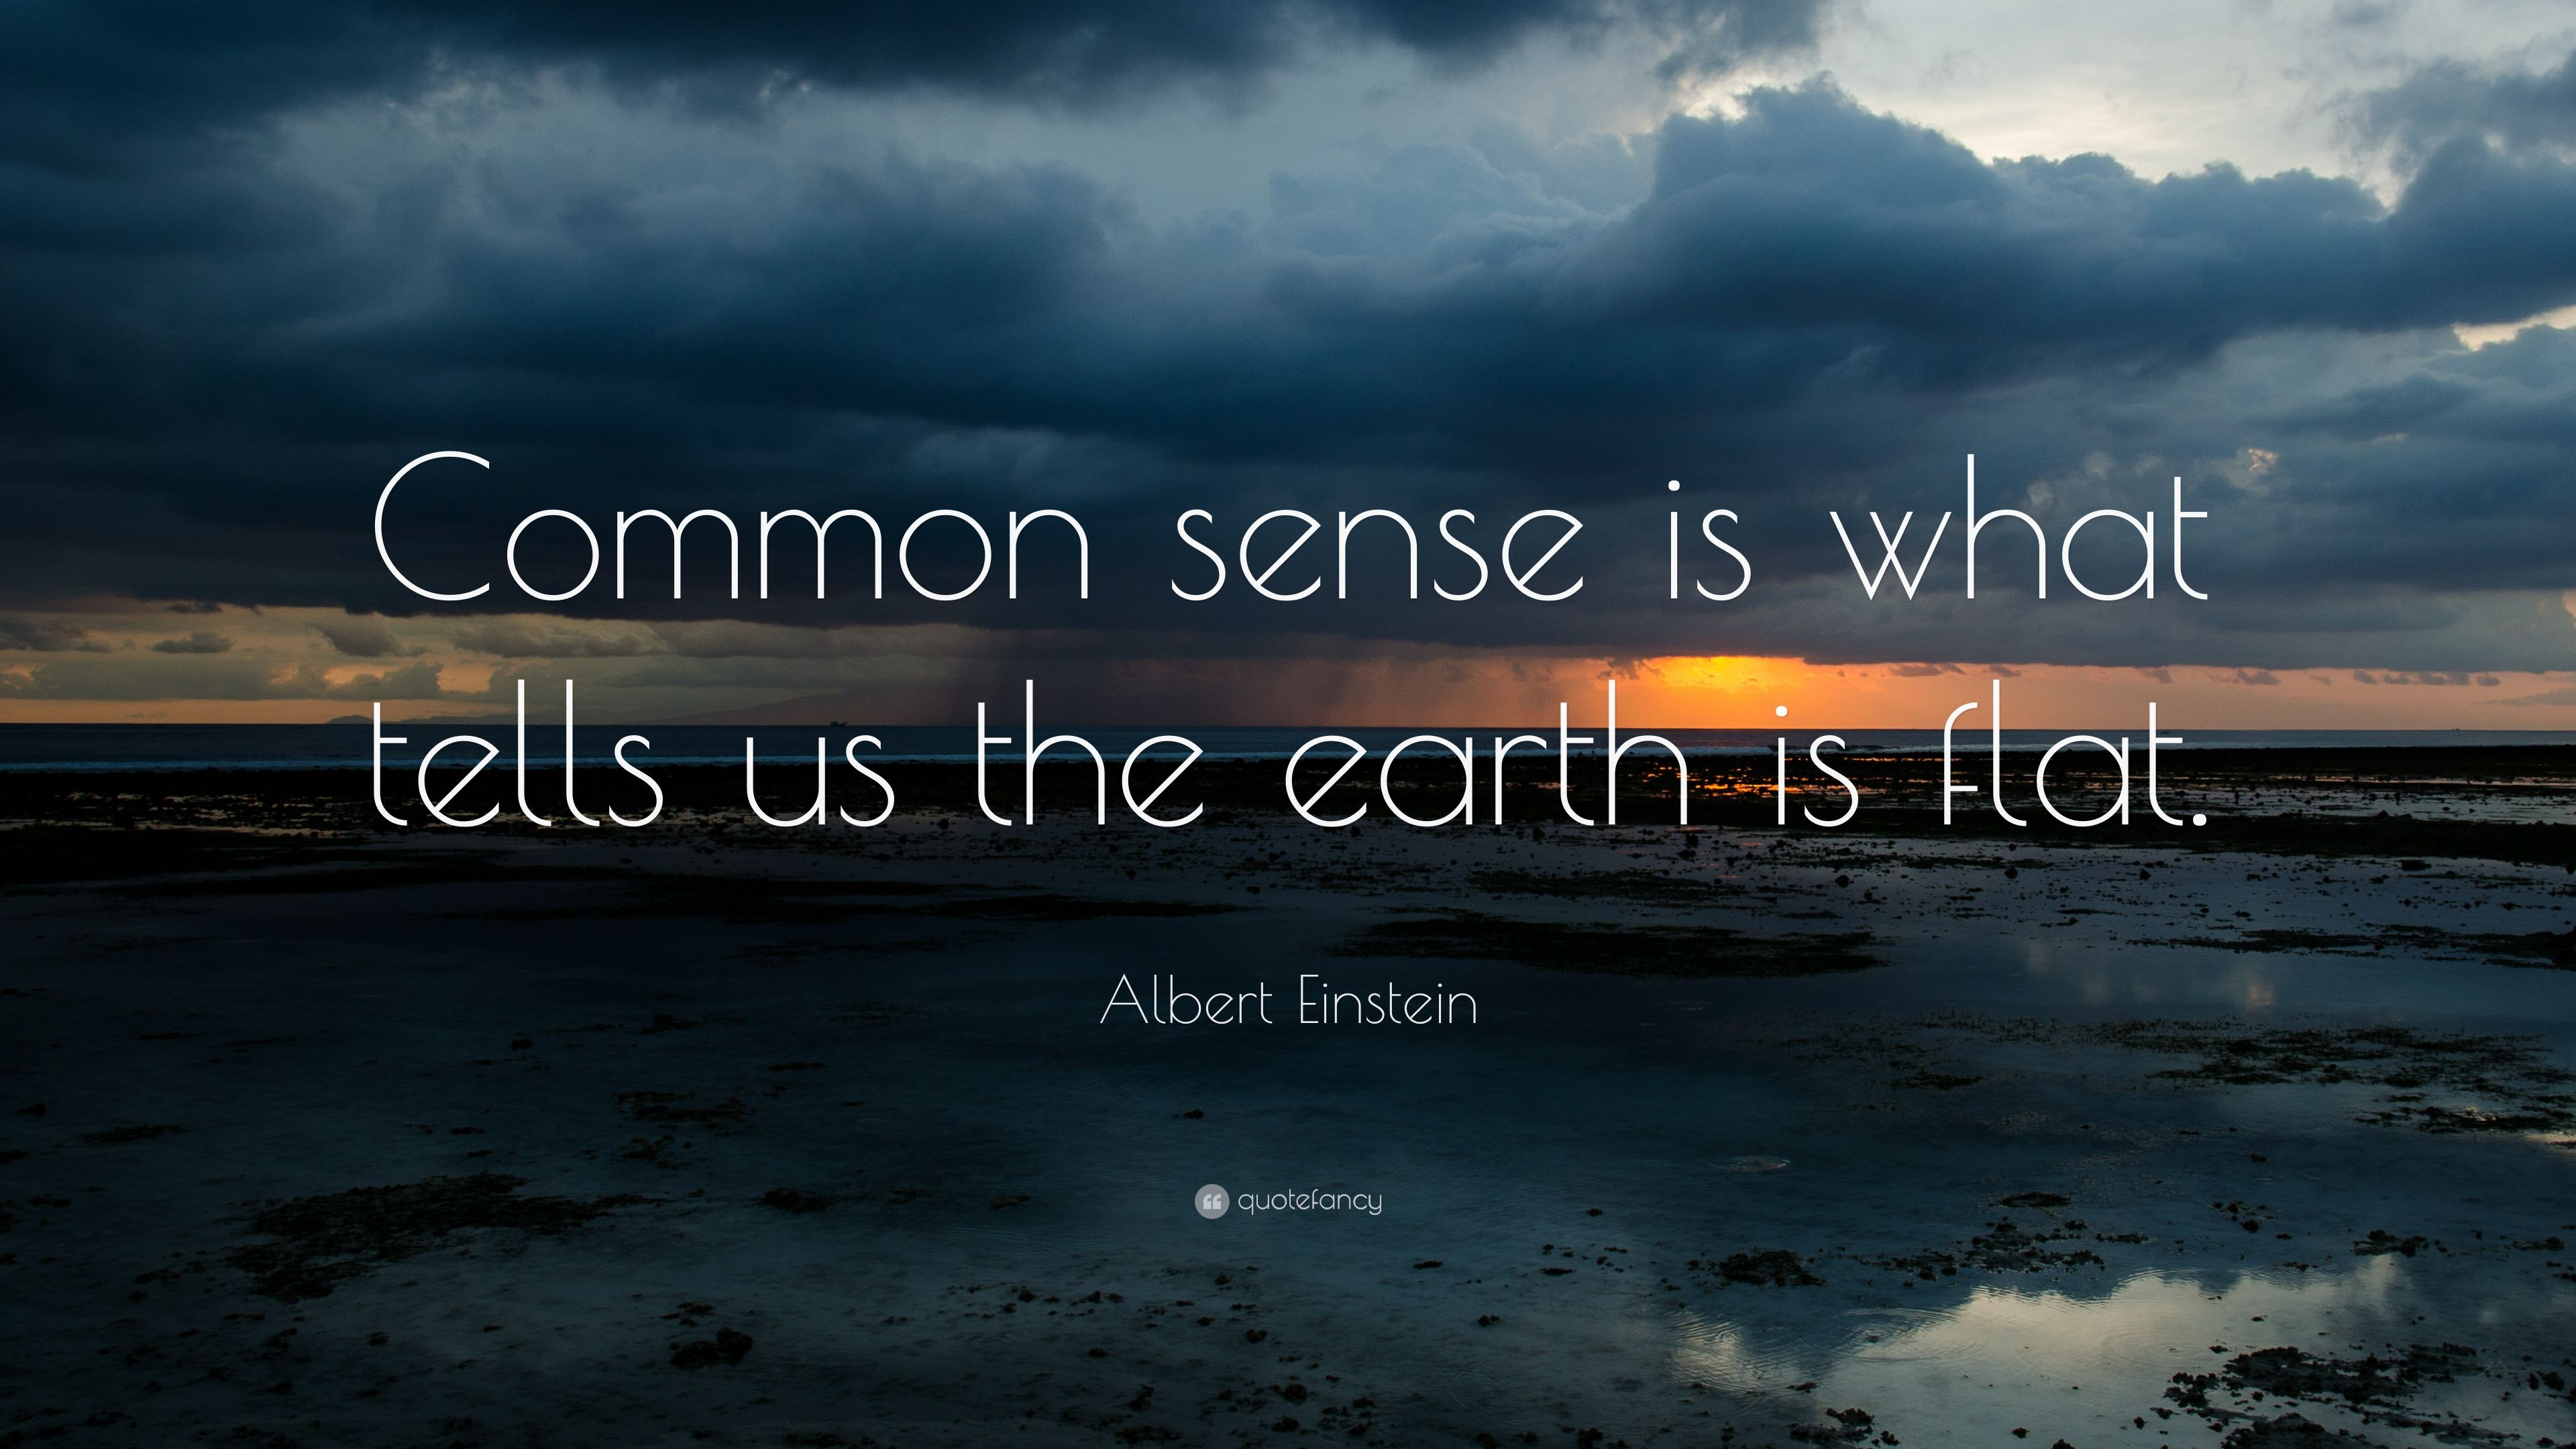 Common sense is what
tells us the earth is flat.
Albert Einstein
quotefancy